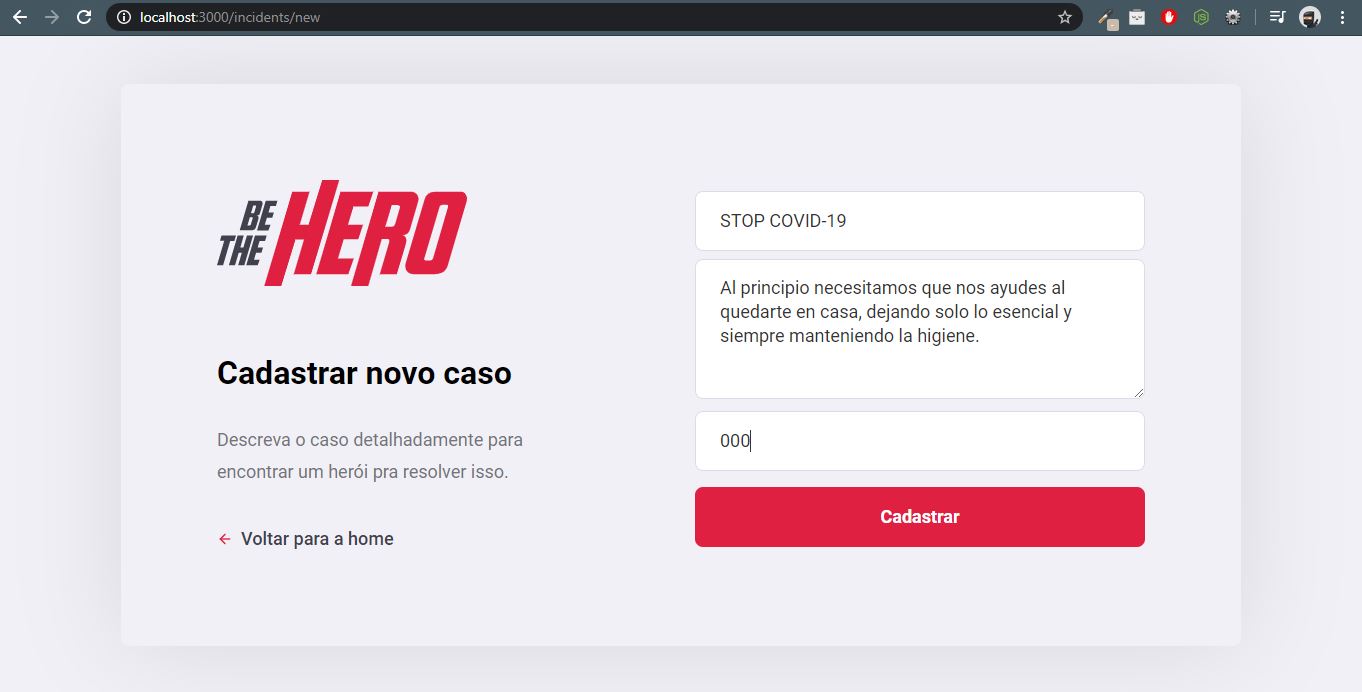 localhost:3000/incidents/new
BE
THE
HERO
Cadastrar novo caso
Descreva o caso detalhadamente para
encontrar um herói pra resolver isso.
Voltar para a home
STOP COVID-19
Al principio necesitamos que nos ayudes al
quedarte en casa, dejando solo lo esencial y
siempre manteniendo la higiene.
000
Cadastrar